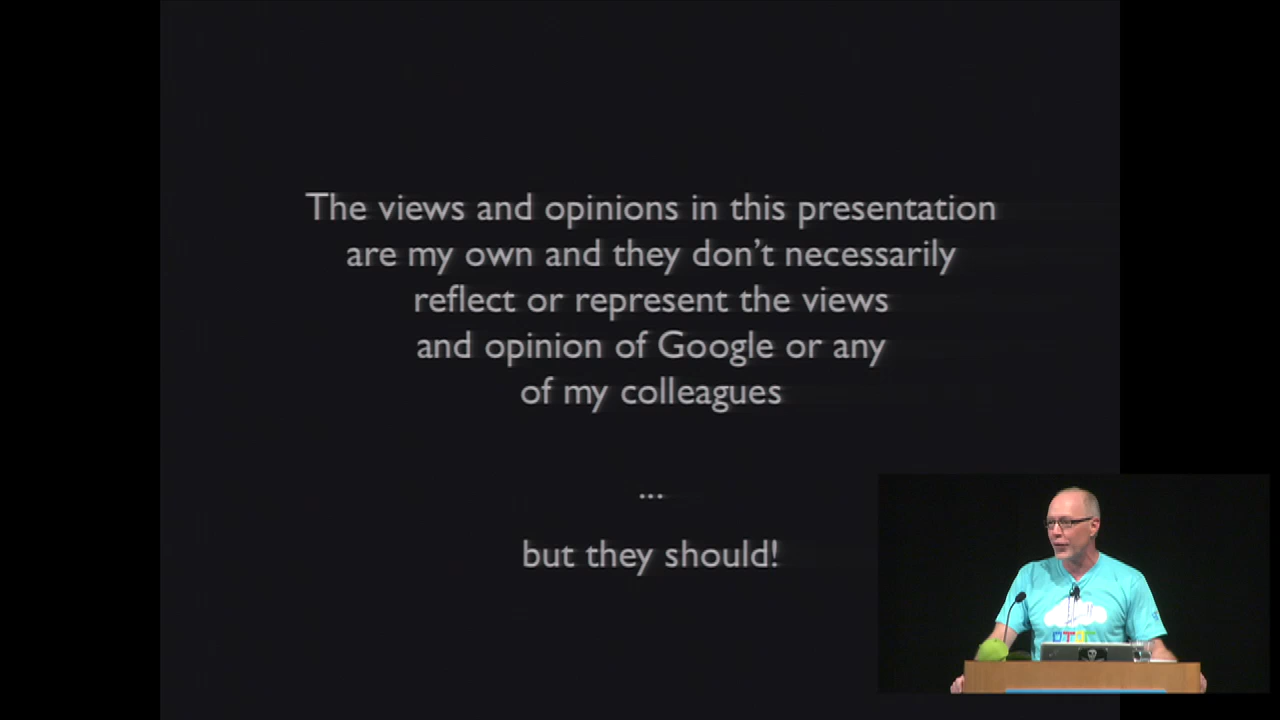 The views and opinions in this presentation
are my own and they don't necessarily
reflect or represent the views
and opinion of Google or any
of my colleagues
...
but they should!